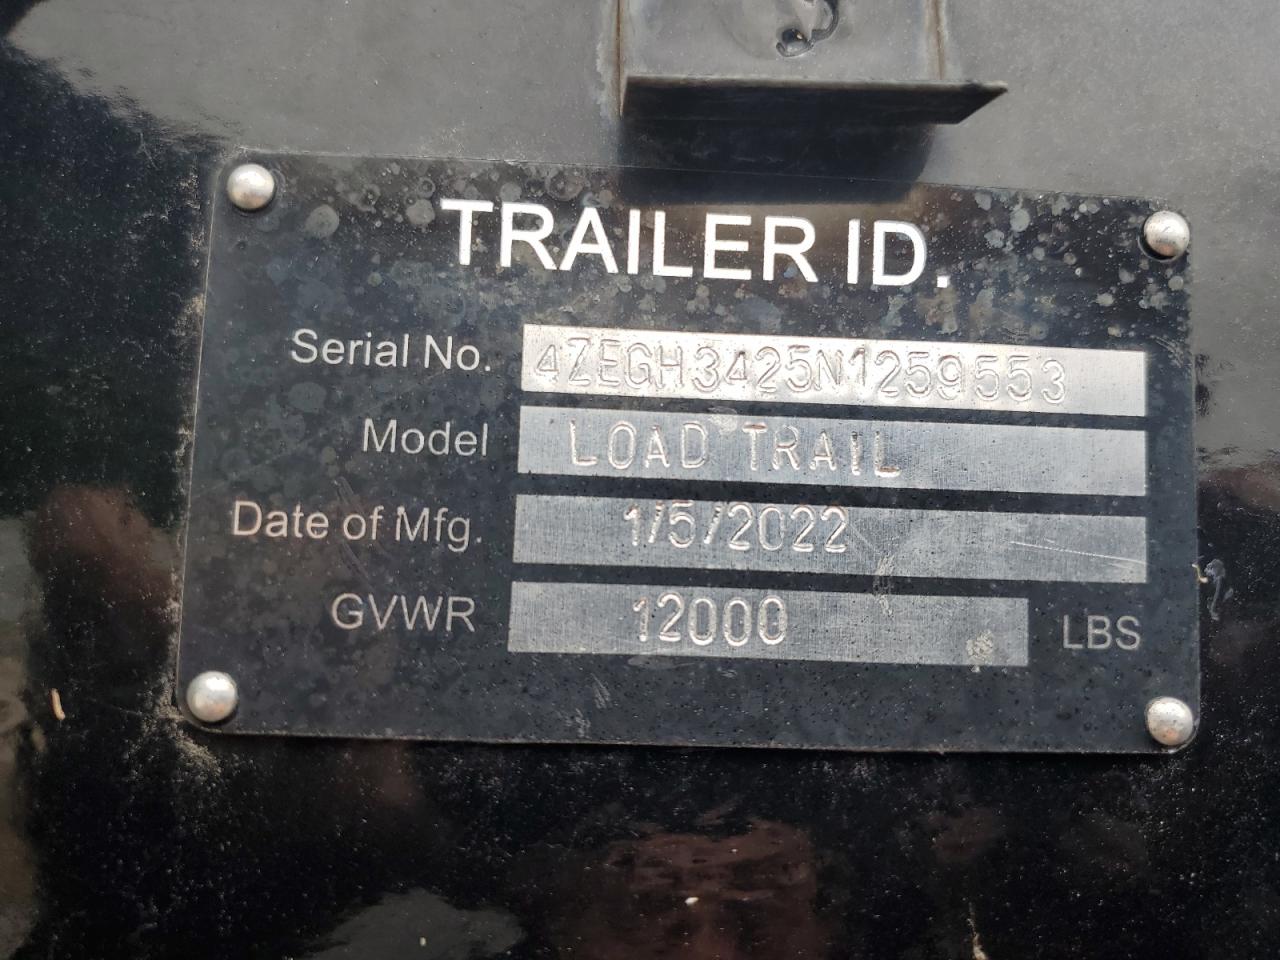 TRAILER ID.
Serial No. 4ZEGH3425N1259553
Model LOAD TRAIL
Date of Mfg. 1/5/2022
GVWR 12000 LBS